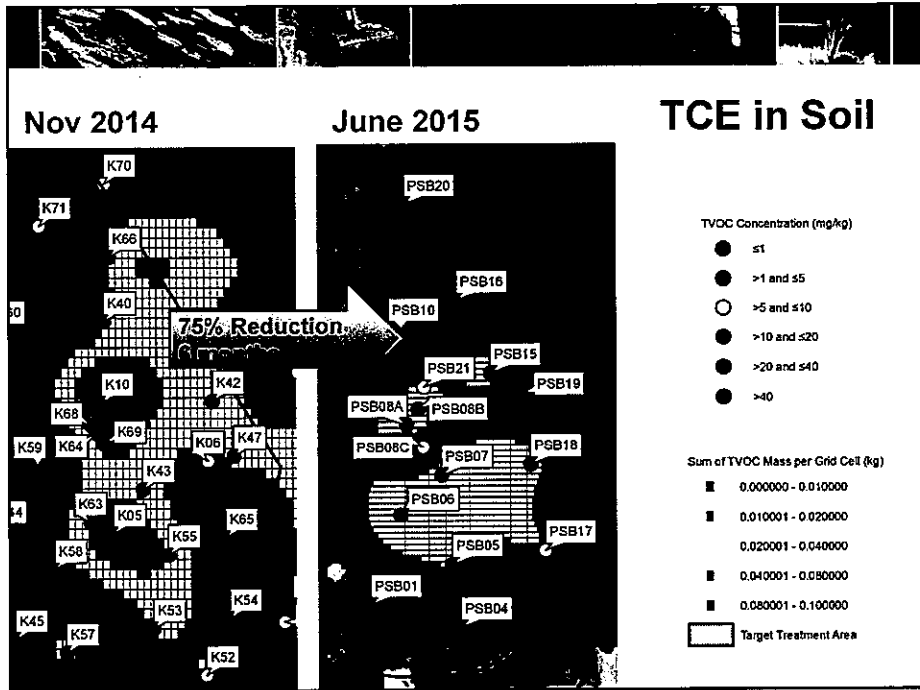 Nov 2014
June 2015
TCE in Soil
K70
K71
K66
K40
K10
K42
K68
K59
K64
K69
K06
K47
K43
K63
K05
K65
K58
K55
K54
K53
K45
K57
K52
75% Reduction
6 months
PSB20
PSB16
PSB10
PSB15
PSB21
PSB19
PSB08A
PSB08B
PSB08C
PSB07
PSB18
PSB06
PSB17
PSB05
PSB01
PSB04
TVOC Concentration (mg/kg)
≤1
>1 and ≤5
>5 and ≤10
>10 and ≤20
>20 and ≤40
>40
Sum of TVOC Mass per Grid Cell (kg)
0.000000 - 0.010000
0.010001 - 0.020000
0.020001 - 0.040000
0.040001 - 0.080000
0.080001 - 0.100000
Target Treatment Area